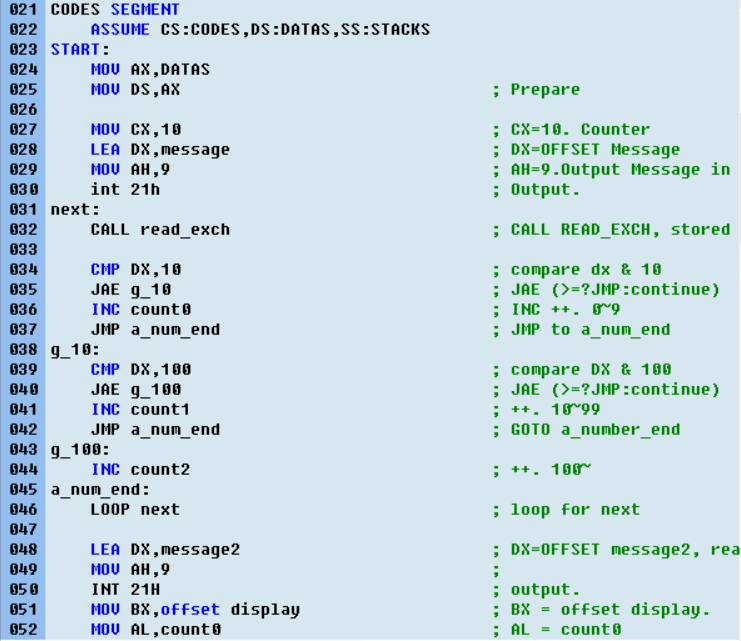 021 CODES SEGMENT
022     ASSUME CS:CODES,DS:DATAS,SS:STACKS
023 START:
024     MOV AX,DATAS
025     MOV DS,AX                               ; Prepare
026
027     MOV CX,10                               ; CX=10. Counter
028     LEA DX,message                          ; DX=OFFSET Message
029     MOV AH,9                                ; AH=9.Output Message in
030     int 21h                                 ; Output.
031 next:
032     CALL read_exch                          ; CALL READ_EXCH, stored
033
034     CMP DX,10                               ; compare dx & 10
035     JAE g_10                                ; JAE (>=?JMP:continue)
036     INC count0                              ; INC ++. 0~9
037     JMP a_num_end                           ; JMP to a_num_end
038 g_10:
039     CMP DX,100                              ; compare DX & 100
040     JAE g_100                               ; JAE (>=?JMP:continue)
041     INC count1                              ; ++. 10~99
042     JMP a_num_end                           ; GOTO a_number_end
043 g_100:
044     INC count2                              ; ++. 100~
045 a_num_end:
046     LOOP next                               ; loop for next
047
048     LEA DX,message2                         ; DX=OFFSET message2, rea
049     MOV AH,9                                ;
050     INT 21H                                 ; output.
051     MOV BX,offset display                   ; BX = offset display.
052     MOV AL,count0                           ; AL = count0